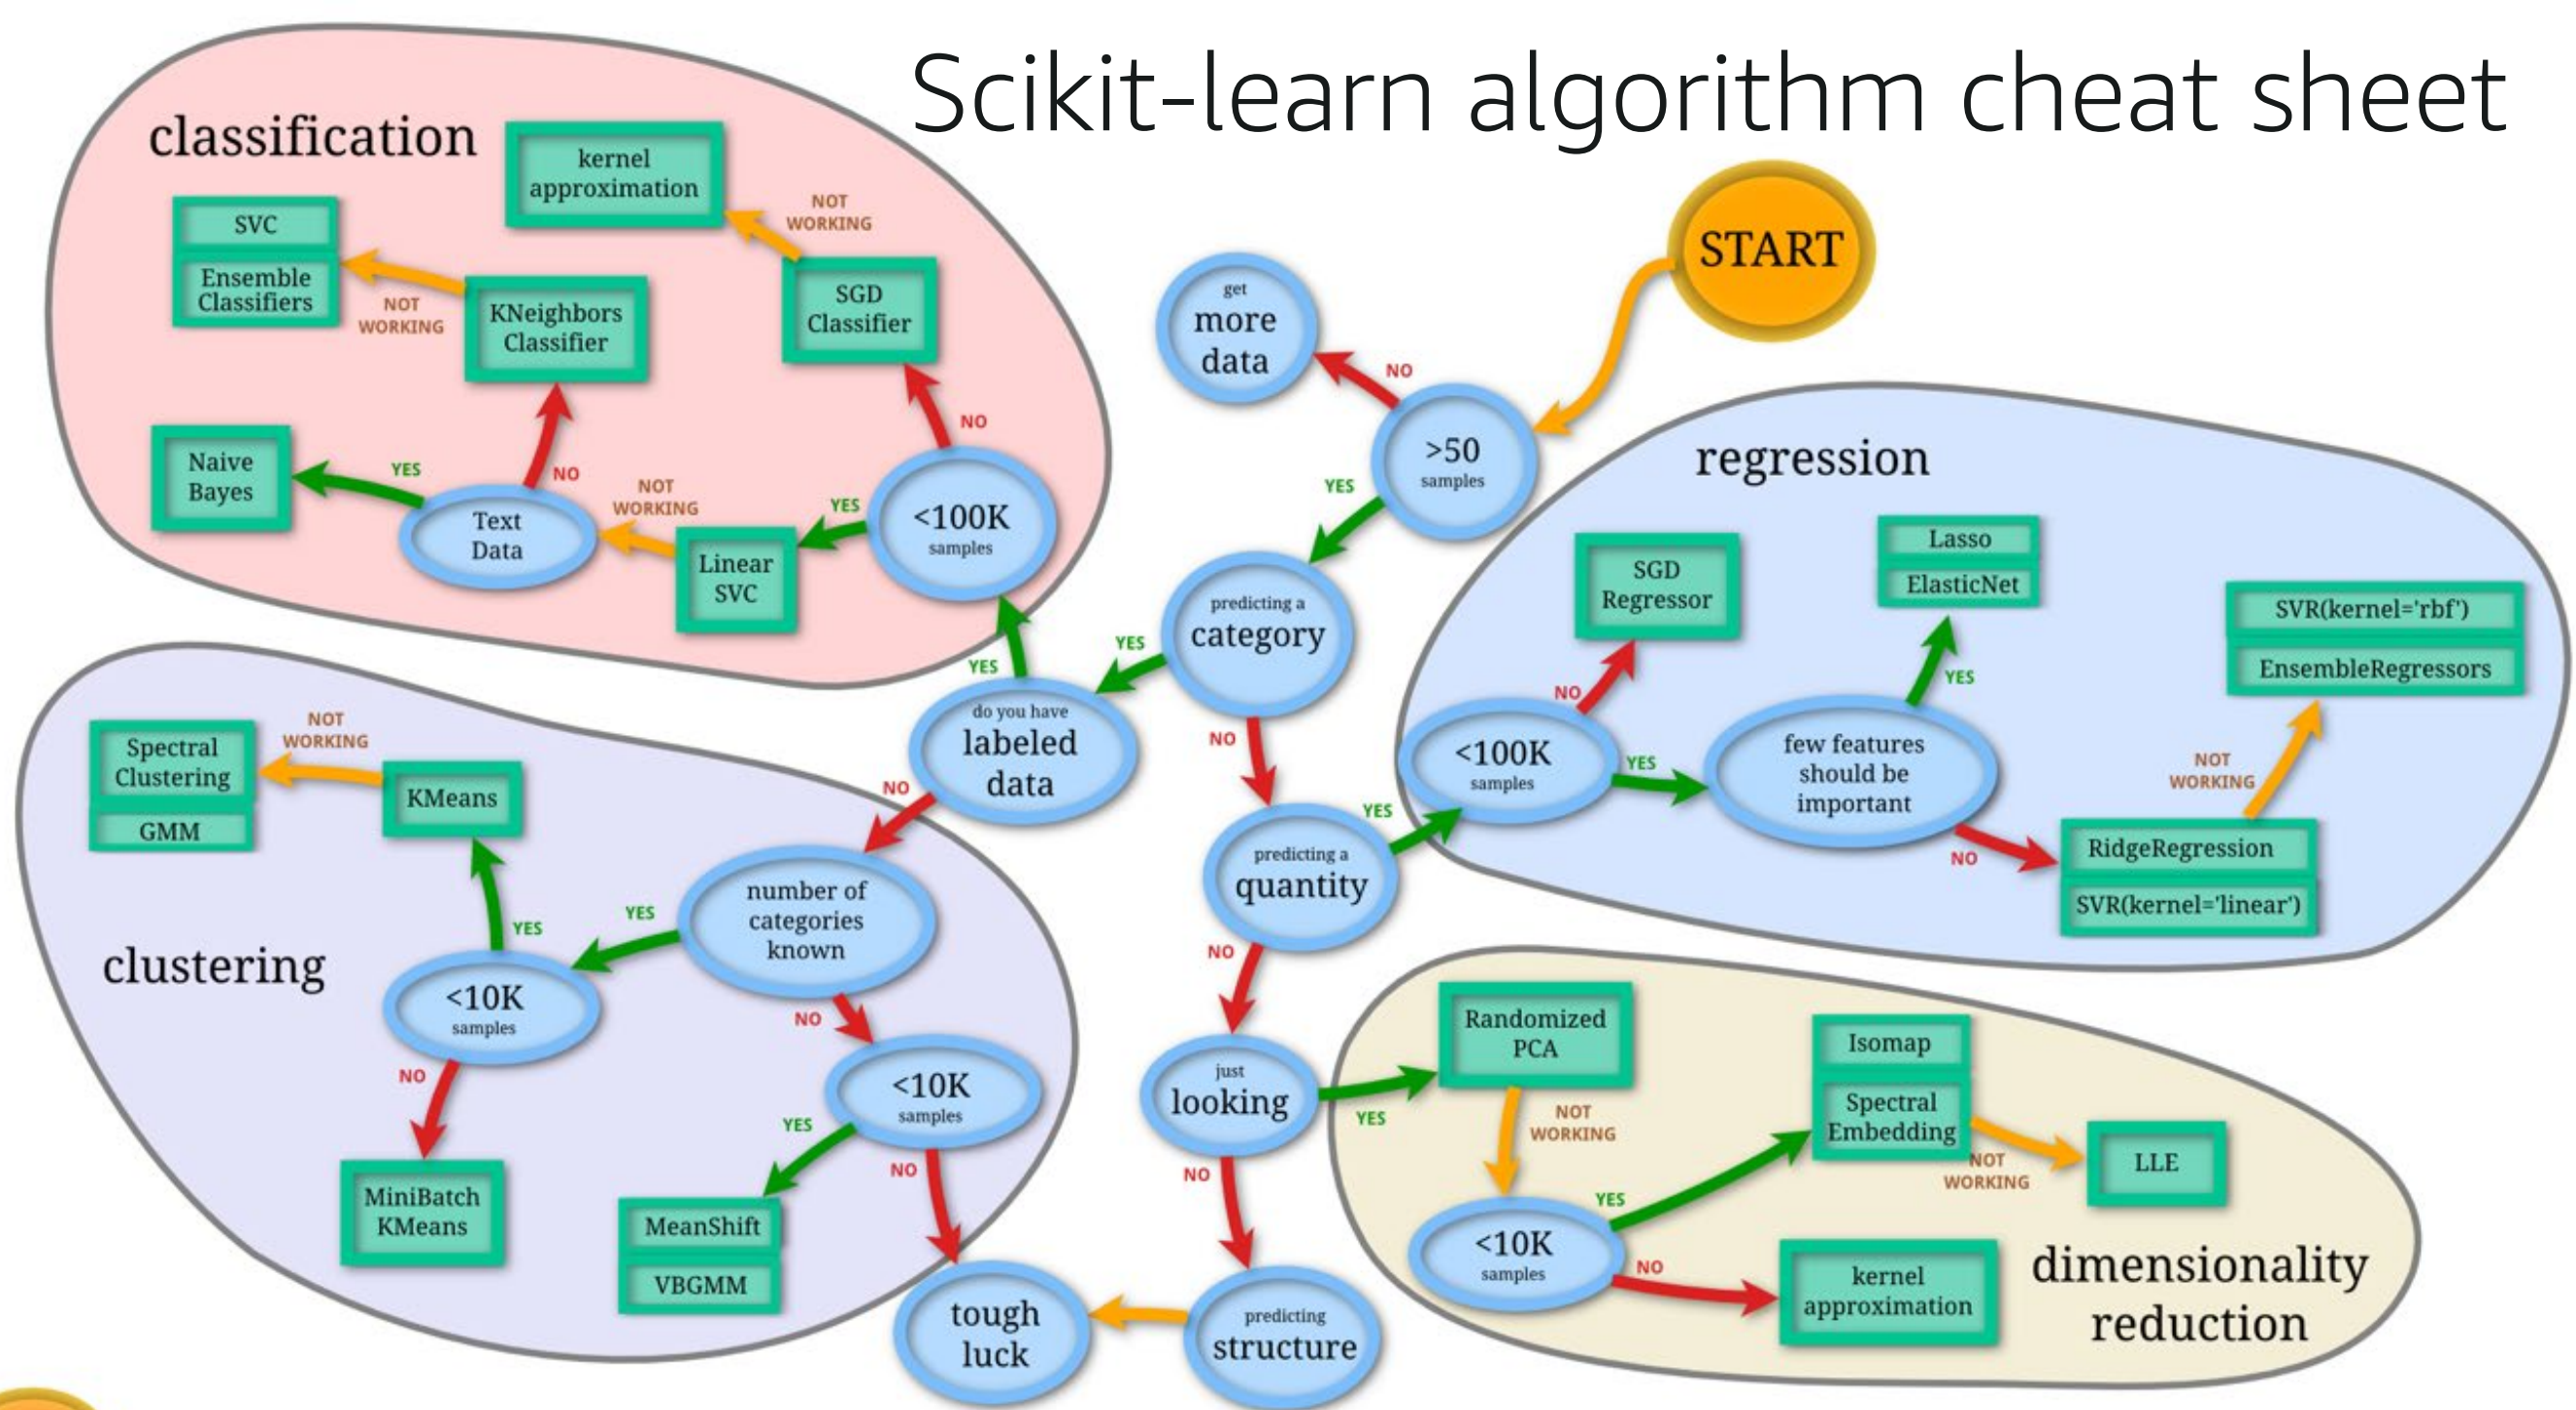 Scikit-learn algorithm cheat sheet
classification
kernel
approximation
NOT
WORKING
SVC
Ensemble
Classifiers
NOT
WORKING
KNeighbors
Classifier
SGD
Classifier
NO
Naive
Bayes
YES
NO
Text
Data
NOT
WORKING
Linear
SVC
YES
<100K
samples
START
get
more
data
NO
>50
samples
YES
predicting a
category
YES
NO
do you have
labeled
data
YES
NO
regression
SGD
Regressor
Lasso
ElasticNet
SVR(kernel='rbf')
EnsembleRegressors
NO
YES
<100K
samples
YES
few features
should be
important
NOT
WORKING
NO
RidgeRegression
SVR(kernel='linear')
YES
predicting a
quantity
NO
clustering
Spectral
Clustering
GMM
NOT
WORKING
KMeans
YES
YES
number of
categories
known
<10K
samples
NO
NO
MiniBatch
KMeans
<10K
samples
YES
NO
MeanShift
VBGMM
tough
luck
just
looking
YES
NO
predicting
structure
Randomized
PCA
NOT
WORKING
Isomap
Spectral
Embedding
NOT
WORKING
LLE
YES
<10K
samples
NO
kernel
approximation
dimensionality
reduction